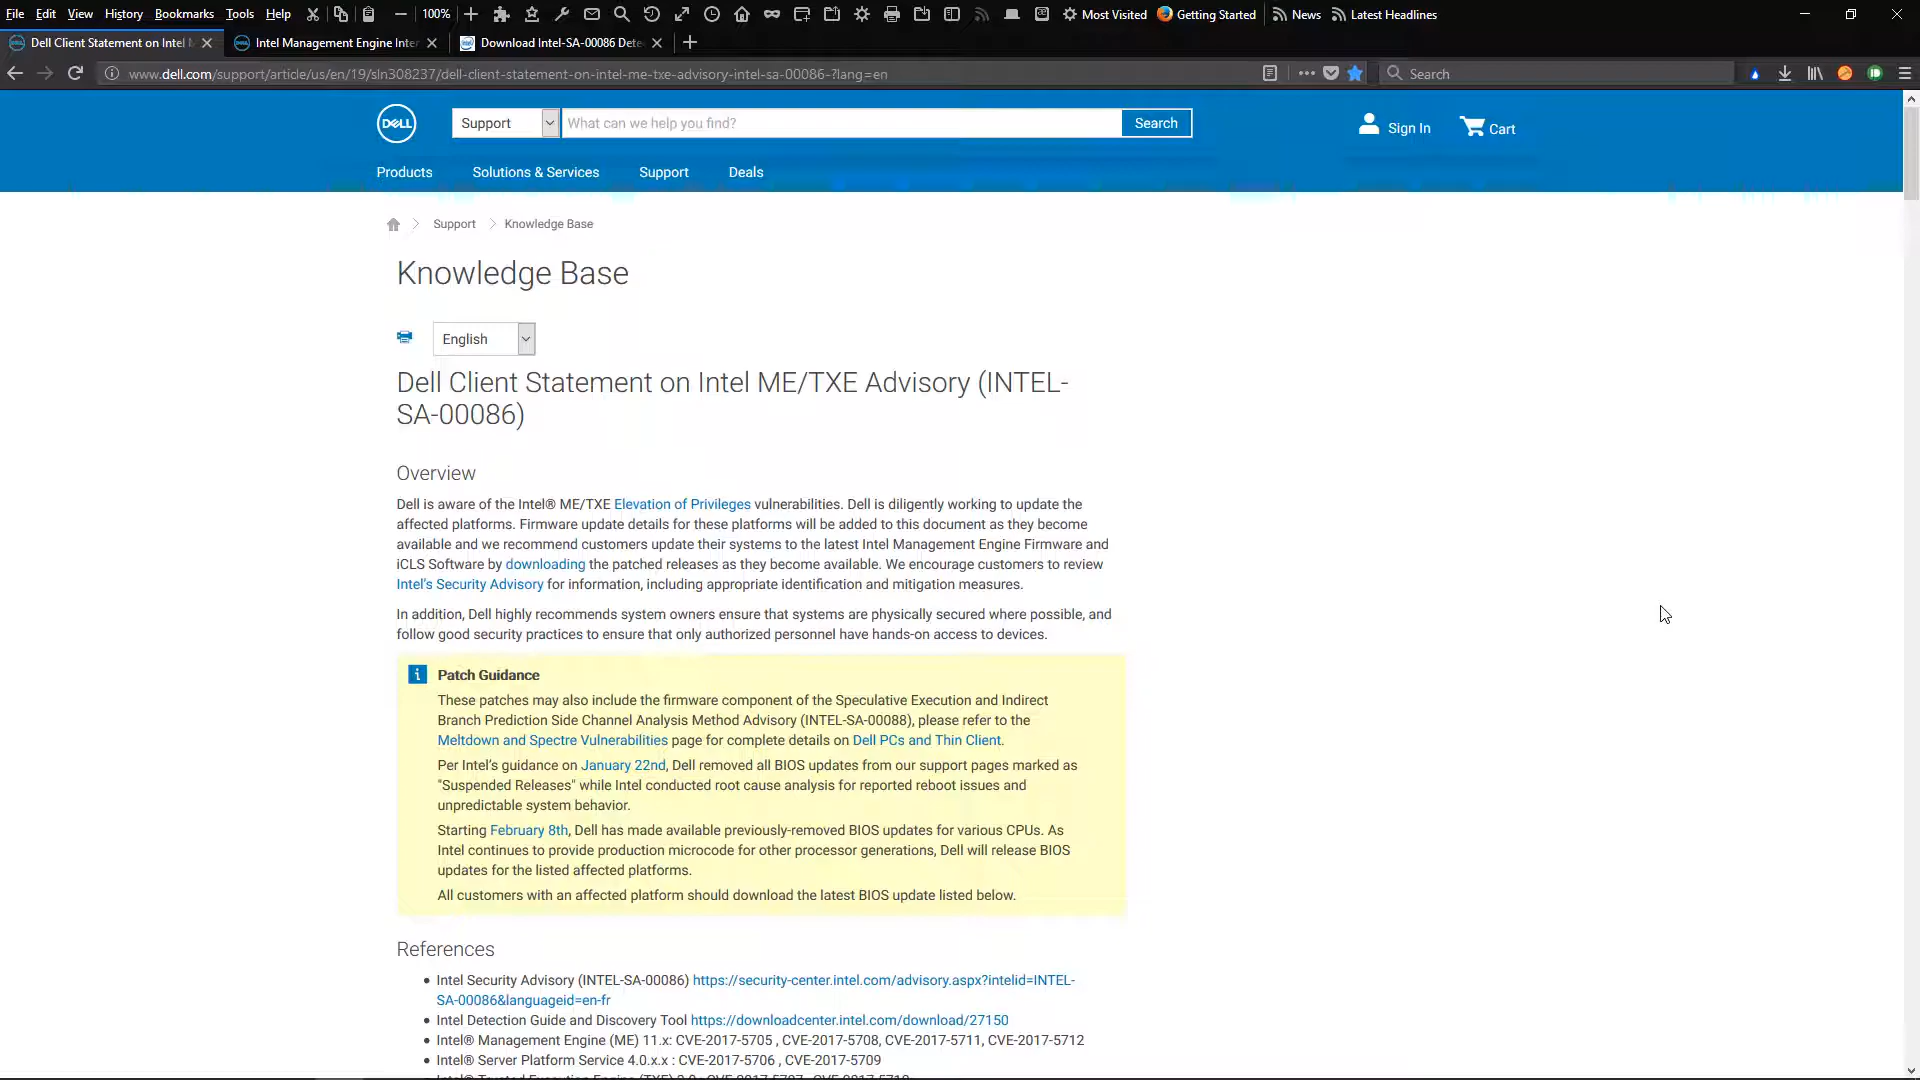 File Edit View History Bookmarks Tools Help 100% Most Visited Getting Started News Latest Headlines
Dell Client Statement on Intel Intel Management Engine Inter Download Intel-SA-00086 Dete
www.dell.com/support/article/us/en/19/sln308237/dell-client-statement-on-intel-me-txe-advisory-intel-sa-00086-?lang=en Search
DELL Support What can we help you find? Search Sign In Cart
Products Solutions & Services Support Deals
Support Knowledge Base
Knowledge Base
English
Dell Client Statement on Intel ME/TXE Advisory (INTEL-
SA-00086)
Overview
Dell is aware of the Intel® ME/TXE Elevation of Privileges vulnerabilities. Dell is diligently working to update the
affected platforms. Firmware update details for these platforms will be added to this document as they become
available and we recommend customers update their systems to the latest Intel Management Engine Firmware and
iCLS Software by downloading the patched releases as they become available. We encourage customers to review
Intel's Security Advisory for information, including appropriate identification and mitigation measures.
In addition, Dell highly recommends system owners ensure that systems are physically secured where possible, and
follow good security practices to ensure that only authorized personnel have hands-on access to devices.
i Patch Guidance
These patches may also include the firmware component of the Speculative Execution and Indirect
Branch Prediction Side Channel Analysis Method Advisory (INTEL-SA-00088), please refer to the
Meltdown and Spectre Vulnerabilities page for complete details on Dell PCs and Thin Client.
Per Intel's guidance on January 22nd, Dell removed all BIOS updates from our support pages marked as
"Suspended Releases" while Intel conducted root cause analysis for reported reboot issues and
unpredictable system behavior.
Starting February 8th, Dell has made available previously-removed BIOS updates for various CPUs. As
Intel continues to provide production microcode for other processor generations, Dell will release BIOS
updates for the listed affected platforms.
All customers with an affected platform should download the latest BIOS update listed below.
References
• Intel Security Advisory (INTEL-SA-00086) https://security-center.intel.com/advisory.aspx?intelid=INTEL-
SA-00086&languageid=en-fr
• Intel Detection Guide and Discovery Tool https://downloadcenter.intel.com/download/27150
• Intel® Management Engine (ME) 11.x: CVE-2017-5705 , CVE-2017-5708, CVE-2017-5711, CVE-2017-5712
• Intel® Server Platform Service 4.0.x.x : CVE-2017-5706 , CVE-2017-5709